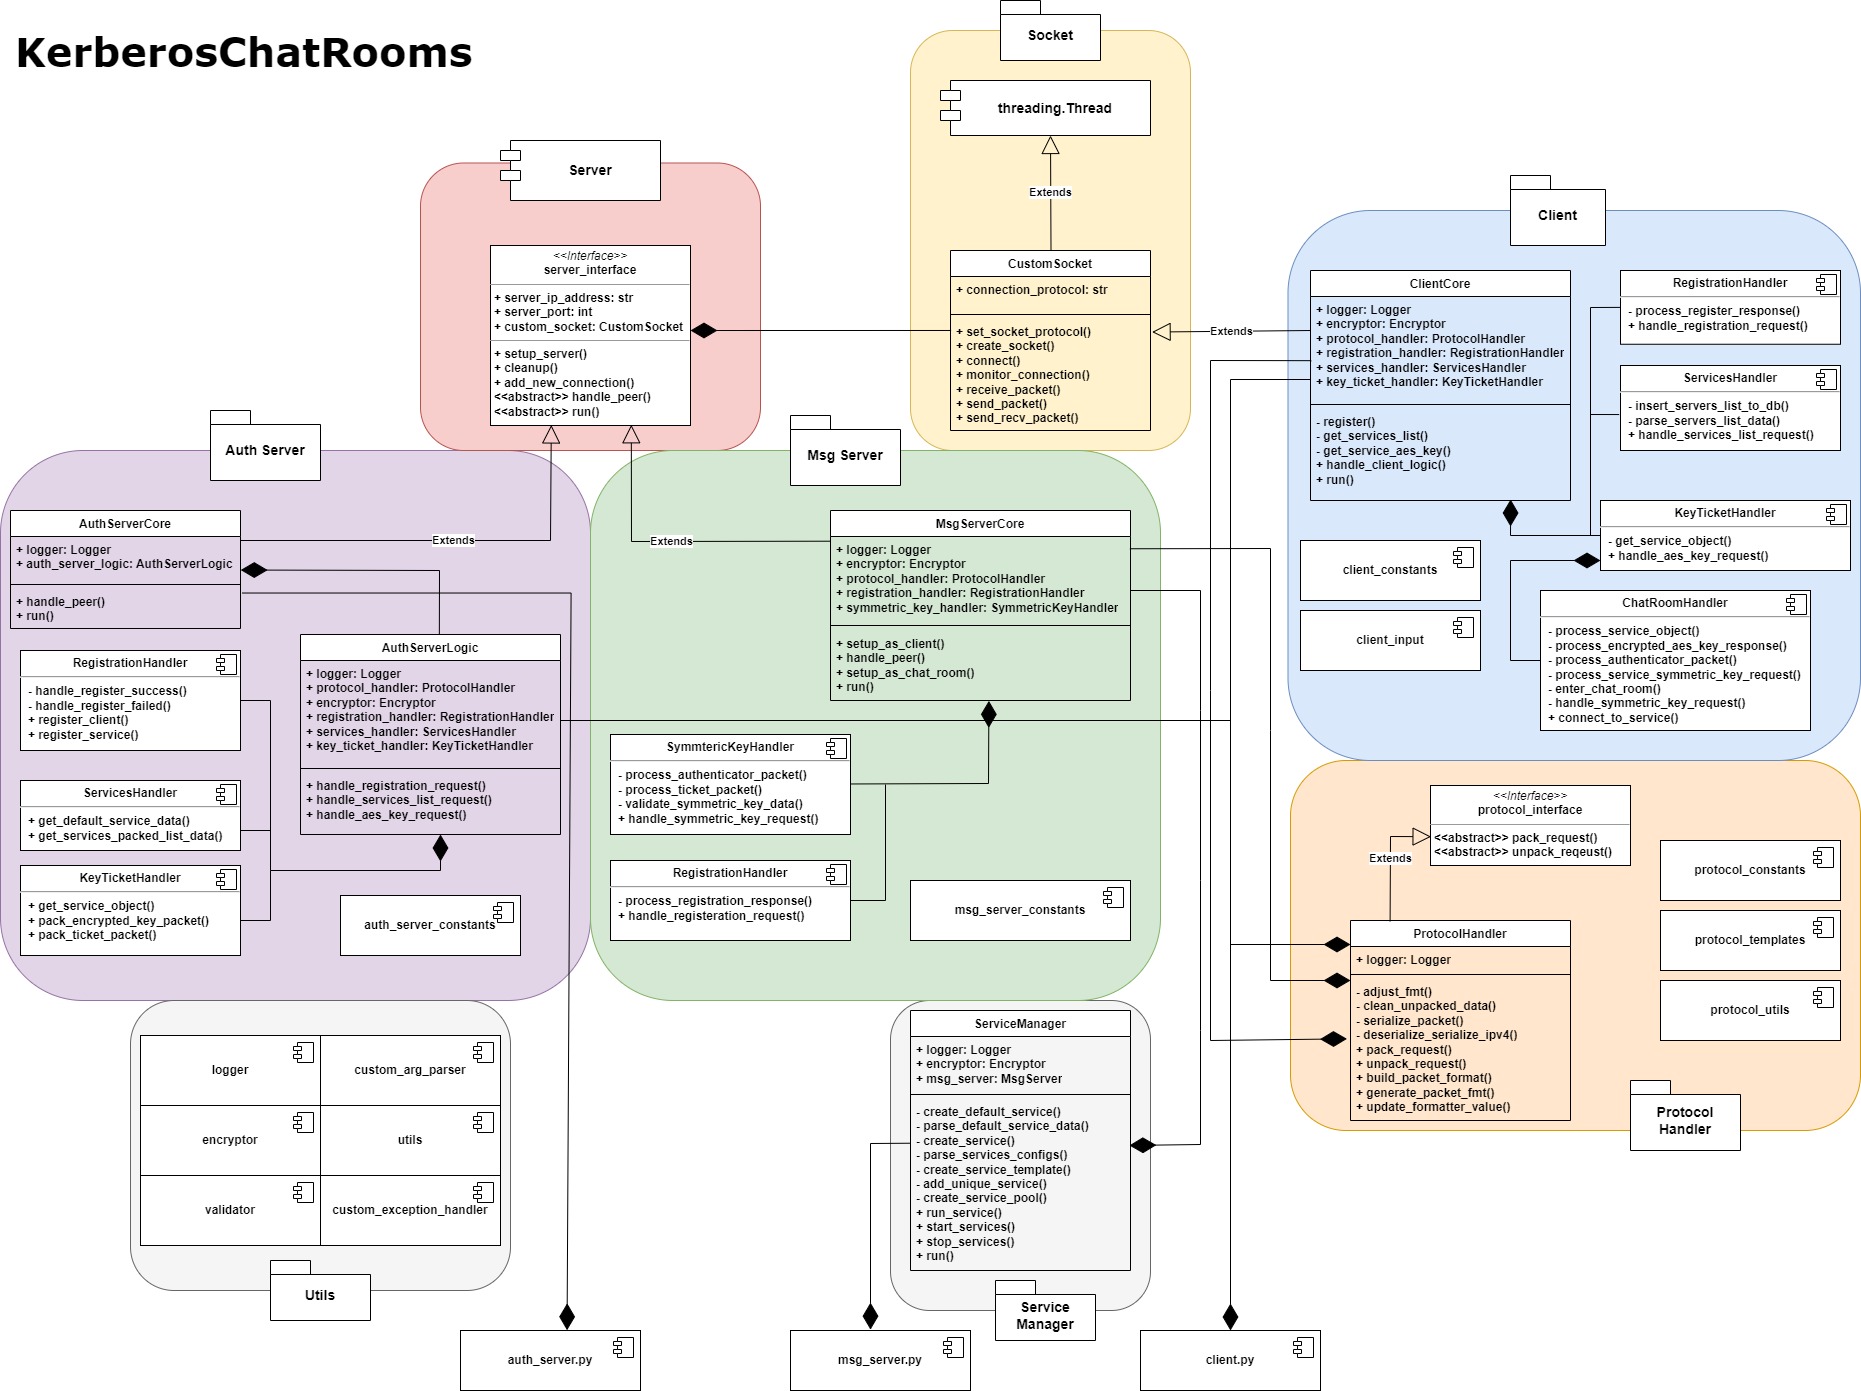 KerberosChatRooms
Socket
threading.Thread
Extends
CustomSocket
+ connection_protocol: str
+ set_socket_protocol()
+ create_socket()
+ connect()
+ monitor_connection()
+ receive_packet()
+ send_packet()
+ send_recv_packet()
Server
<<Interface>>
server_interface
+ server_ip_address: str
+ server_port: int
+ custom_socket: CustomSocket
+ setup_server()
+ cleanup()
+ add_new_connection()
<<abstract>> handle_peer()
<<abstract>> run()
Extends
Client
ClientCore
+ logger: Logger
+ encryptor: Encryptor
+ protocol_handler: ProtocolHandler
+ registration_handler: RegistrationHandler
+ services_handler: ServicesHandler
+ key_ticket_handler: KeyTicketHandler
- register()
- get_services_list()
- get_service_aes_key()
+ handle_client_logic()
+ run()
RegistrationHandler
- process_register_response()
+ handle_registration_request()
ServicesHandler
- insert_servers_list_to_db()
- parse_servers_list_data()
+ handle_services_list_request()
KeyTicketHandler
- get_service_object()
+ handle_aes_key_request()
client_constants
client_input
ChatRoomHandler
- process_service_object()
- process_encrypted_aes_key_response()
- process_authenticator_packet()
- process_service_symmetric_key_request()
- enter_chat_room()
- handle_symmetric_key_request()
+ connect_to_service()
Auth Server
AuthServerCore
+ logger: Logger
+ auth_server_logic: AuthServerLogic
+ handle_peer()
+ run()
Extends
AuthServerLogic
+ logger: Logger
+ protocol_handler: ProtocolHandler
+ encryptor: Encryptor
+ registration_handler: RegistrationHandler
+ services_handler: ServicesHandler
+ key_ticket_handler: KeyTicketHandler
+ handle_registration_request()
+ handle_services_list_request()
+ handle_aes_key_request()
RegistrationHandler
- handle_register_success()
- handle_register_failed()
+ register_client()
+ register_service()
ServicesHandler
+ get_default_service_data()
+ get_services_packed_list_data()
KeyTicketHandler
+ get_service_object()
+ pack_encrypted_key_packet()
+ pack_ticket_packet()
auth_server_constants
Msg Server
Extends
MsgServerCore
+ logger: Logger
+ encryptor: Encryptor
+ protocol_handler: ProtocolHandler
+ registration_handler: RegistrationHandler
+ symmetric_key_handler: SymmetricKeyHandler
+ setup_as_client()
+ handle_peer()
+ setup_as_chat_room()
+ run()
SymmtericKeyHandler
- process_authenticator_packet()
- process_ticket_packet()
- validate_symmetric_key_data()
+ handle_symmetric_key_request()
RegistrationHandler
- process_registration_response()
+ handle_registeration_request()
msg_server_constants
<<Interface>>
protocol_interface
<<abstract>> pack_request()
<<abstract>> unpack_reqeust()
Extends
ProtocolHandler
+ logger: Logger
- adjust_fmt()
- clean_unpacked_data()
- serialize_packet()
- deserialize_serialize_ipv4()
+ pack_request()
+ unpack_request()
+ build_packet_format()
+ generate_packet_fmt()
+ update_formatter_value()
protocol_constants
protocol_templates
protocol_utils
Protocol
Handler
logger
custom_arg_parser
encryptor
utils
validator
custom_exception_handler
Utils
ServiceManager
+ logger: Logger
+ encryptor: Encryptor
+ msg_server: MsgServer
- create_default_service()
- parse_default_service_data()
- create_service()
- parse_services_configs()
- create_service_template()
- add_unique_service()
- create_service_pool()
+ run_service()
+ start_services()
+ stop_services()
+ run()
Service
Manager
auth_server.py
msg_server.py
client.py